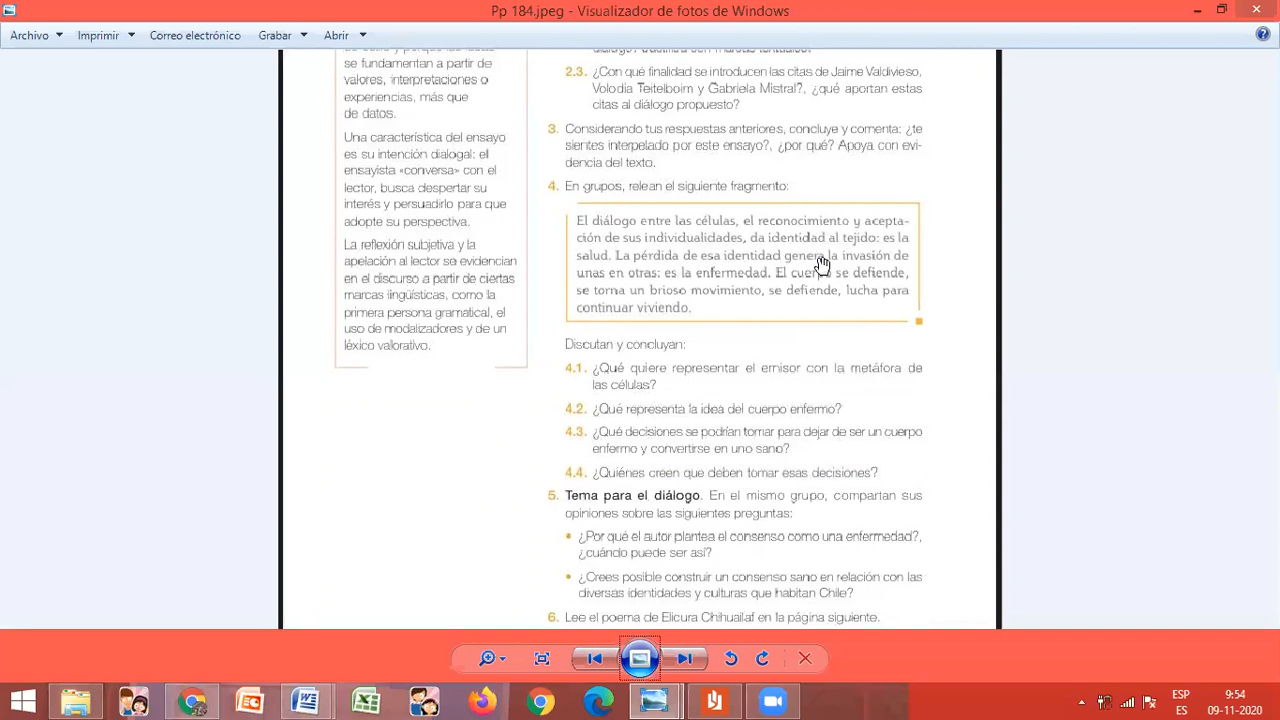 Pp 184.jpeg - Visualizador de fotos de Windows
Archivo Imprimir Correo electrónico Grabar Abrir
se fundamentan a partir de
valores, interpretaciones o
experiencias, más que
de datos.
Una característica del ensayo
es su intención dialogal: el
ensayista «conversa» con el
lector, busca despertar su
interés y persuadirlo para que
adopte su perspectiva.
La reflexión subjetiva y la
apelación al lector se evidencian
en el discurso a partir de ciertas
marcas lingüísticas, como la
primera persona gramatical, el
uso de modalizadores y de un
léxico valorativo.
2.3. ¿Con qué finalidad se introducen las citas de Jaime Valdivieso,
Volodia Teitelboim y Gabriela Mistral?, ¿qué aportan estas
citas al diálogo propuesto?
3. Considerando tus respuestas anteriores, concluye y comenta: ¿te
sientes interpelado por este ensayo?, ¿por qué? Apoya con evi-
dencia del texto.
4. En grupos, relean el siguiente fragmento:
El diálogo entre las células, el reconocimiento y acepta-
ción de sus individualidades, da identidad al tejido: es la
salud. La pérdida de esa identidad genera la invasión de
unas en otras: es la enfermedad. El cuerpo se defiende,
se torna un brioso movimiento, se defiende, lucha para
continuar viviendo.
Discutan y concluyan:
4.1. ¿Qué quiere representar el emisor con la metáfora de
las células?
4.2. ¿Qué representa la idea del cuerpo enfermo?
4.3. ¿Qué decisiones se podrían tomar para dejar de ser un cuerpo
enfermo y convertirse en uno sano?
4.4. ¿Quiénes creen que deben tomar esas decisiones?
5. Tema para el diálogo. En el mismo grupo, compartan sus
opiniones sobre las siguientes preguntas:
• ¿Por qué el autor plantea el consenso como una enfermedad?,
¿cuándo puede ser así?
• ¿Crees posible construir un consenso sano en relación con las
diversas identidades y culturas que habitan Chile?
6. Lee el poema de Elicura Chihuailaf en la página siguiente.
ESP
ES
9:54
09-11-2020